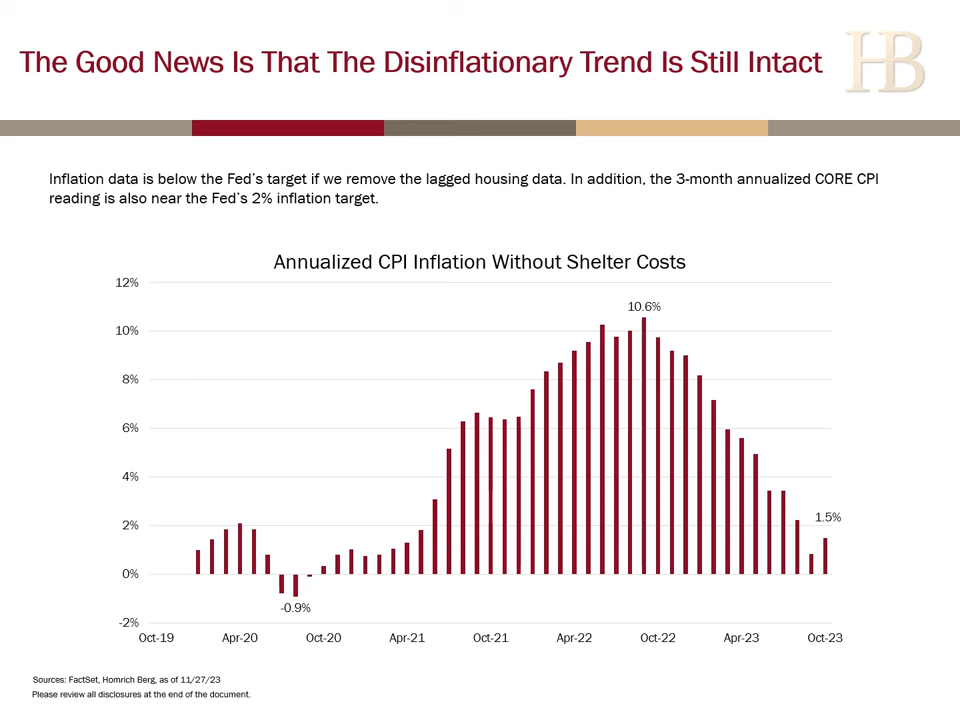 The Good News Is That The Disinflationary Trend Is Still Intact
HB
Inflation data is below the Fed's target if we remove the lagged housing data. In addition, the 3-month annualized CORE CPI
reading is also near the Fed's 2% inflation target.
Annualized CPI Inflation Without Shelter Costs
12%
10%
8%
6%
4%
2%
0%
-2%
10.6%
1.5%
-0.9%
Oct-19 Apr-20 Oct-20 Apr-21 Oct-21 Apr-22 Oct-22 Apr-23 Oct-23
Sources: FactSet, Homrich Berg, as of 11/27/23
Please review all disclosures at the end of the document.